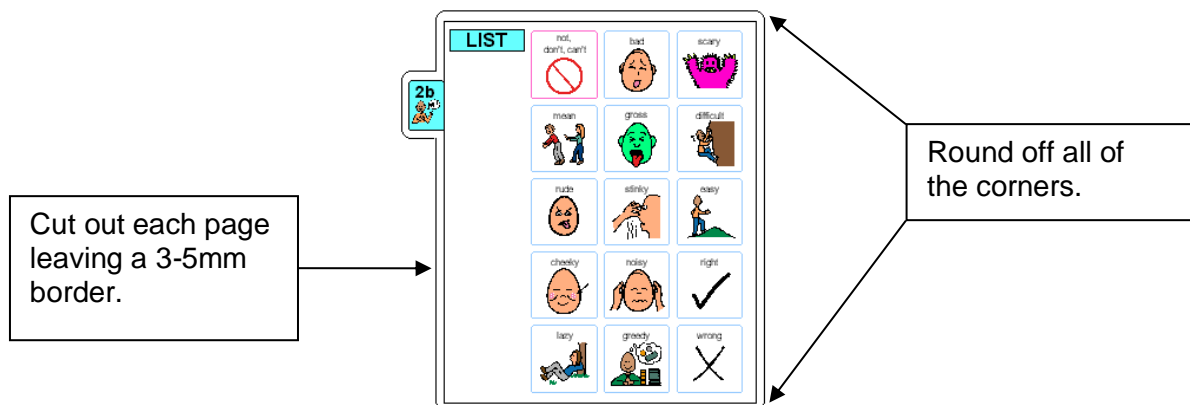 LIST
not,
don't, can't
bad
scary
2b
mean
gross
difficult
rude
stinky
easy
cheeky
noisy
right
lazy
greedy
wrong
Cut out each page
leaving a 3-5mm
border.
Round off all of
the corners.